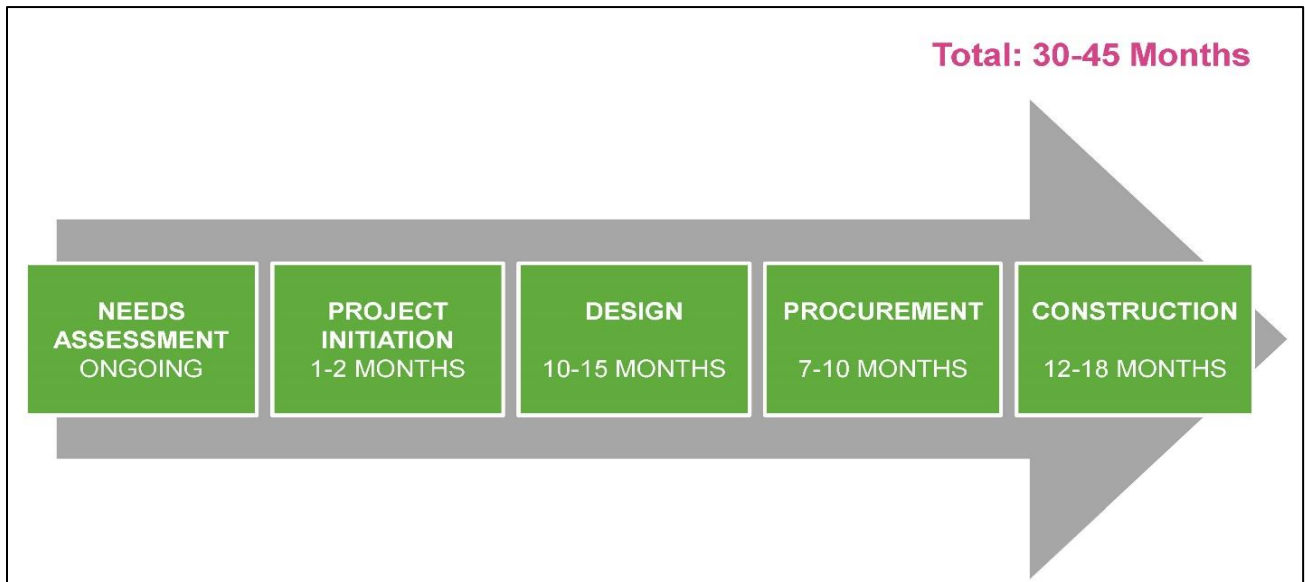 Total: 30-45 Months
NEEDS
ASSESSMENT
ONGOING
PROJECT
INITIATION
1-2 MONTHS
DESIGN
10-15 MONTHS
PROCUREMENT
7-10 MONTHS
CONSTRUCTION
12-18 MONTHS